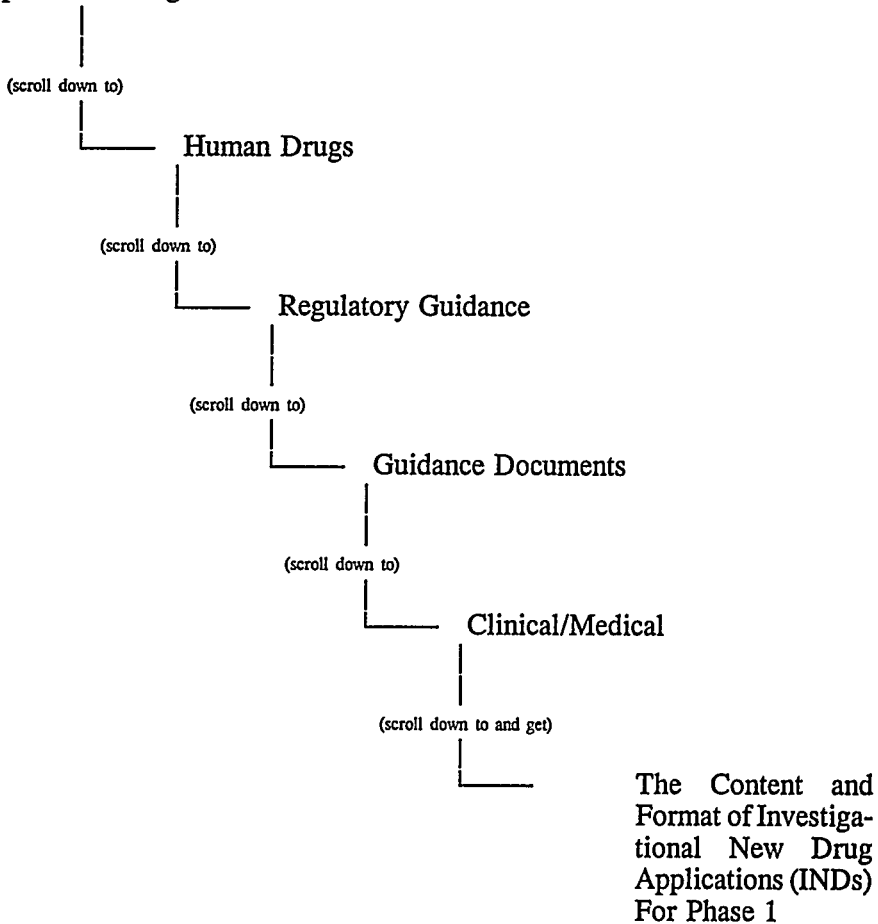 (scroll down to)
Human Drugs
(scroll down to)
Regulatory Guidance
(scroll down to)
Guidance Documents
(scroll down to)
Clinical/Medical
(scroll down to and get)
The Content and
Format of Investiga-
tional New Drug
Applications (INDs)
For Phase 1